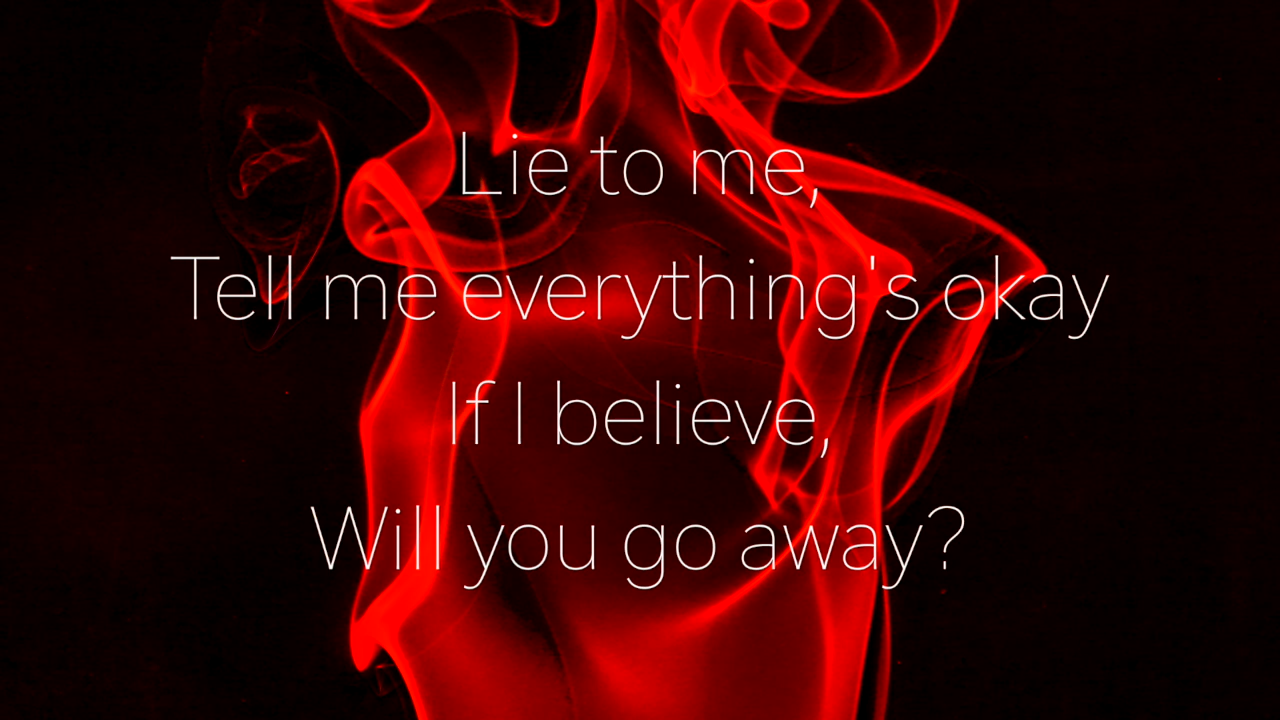 Lie to me,
Tell me everything's okay
If I believe,
Will you go away?